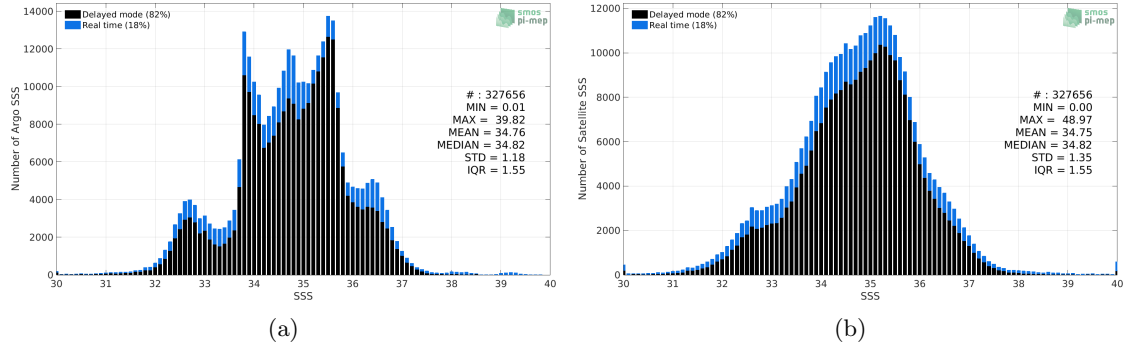 Delayed mode (82%)
Real time (18%)
smos
pi-mep
14000
12000
10000
8000
6000
4000
2000
0
Number of Argo SSS
# : 327656
MIN = 0.01
MAX = 39.82
MEAN = 34.76
MEDIAN = 34.82
STD = 1.18
IQR = 1.55
30 31 32 33 34 35 36 37 38 39 40
SSS
(a)
Delayed mode (82%)
Real time (18%)
smos
pi-mep
12000
10000
8000
6000
4000
2000
0
Number of Satellite SSS
# : 327656
MIN = 0.00
MAX = 48.97
MEAN = 34.75
MEDIAN = 34.82
STD = 1.35
IQR = 1.55
30 31 32 33 34 35 36 37 38 39 40
SSS
(b)